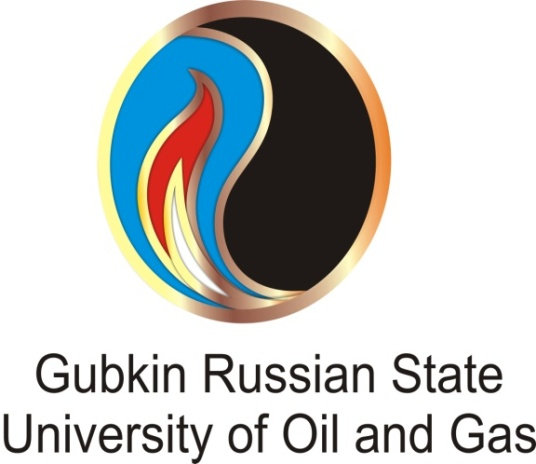 Gubkin Russian State
University of Oil and Gas